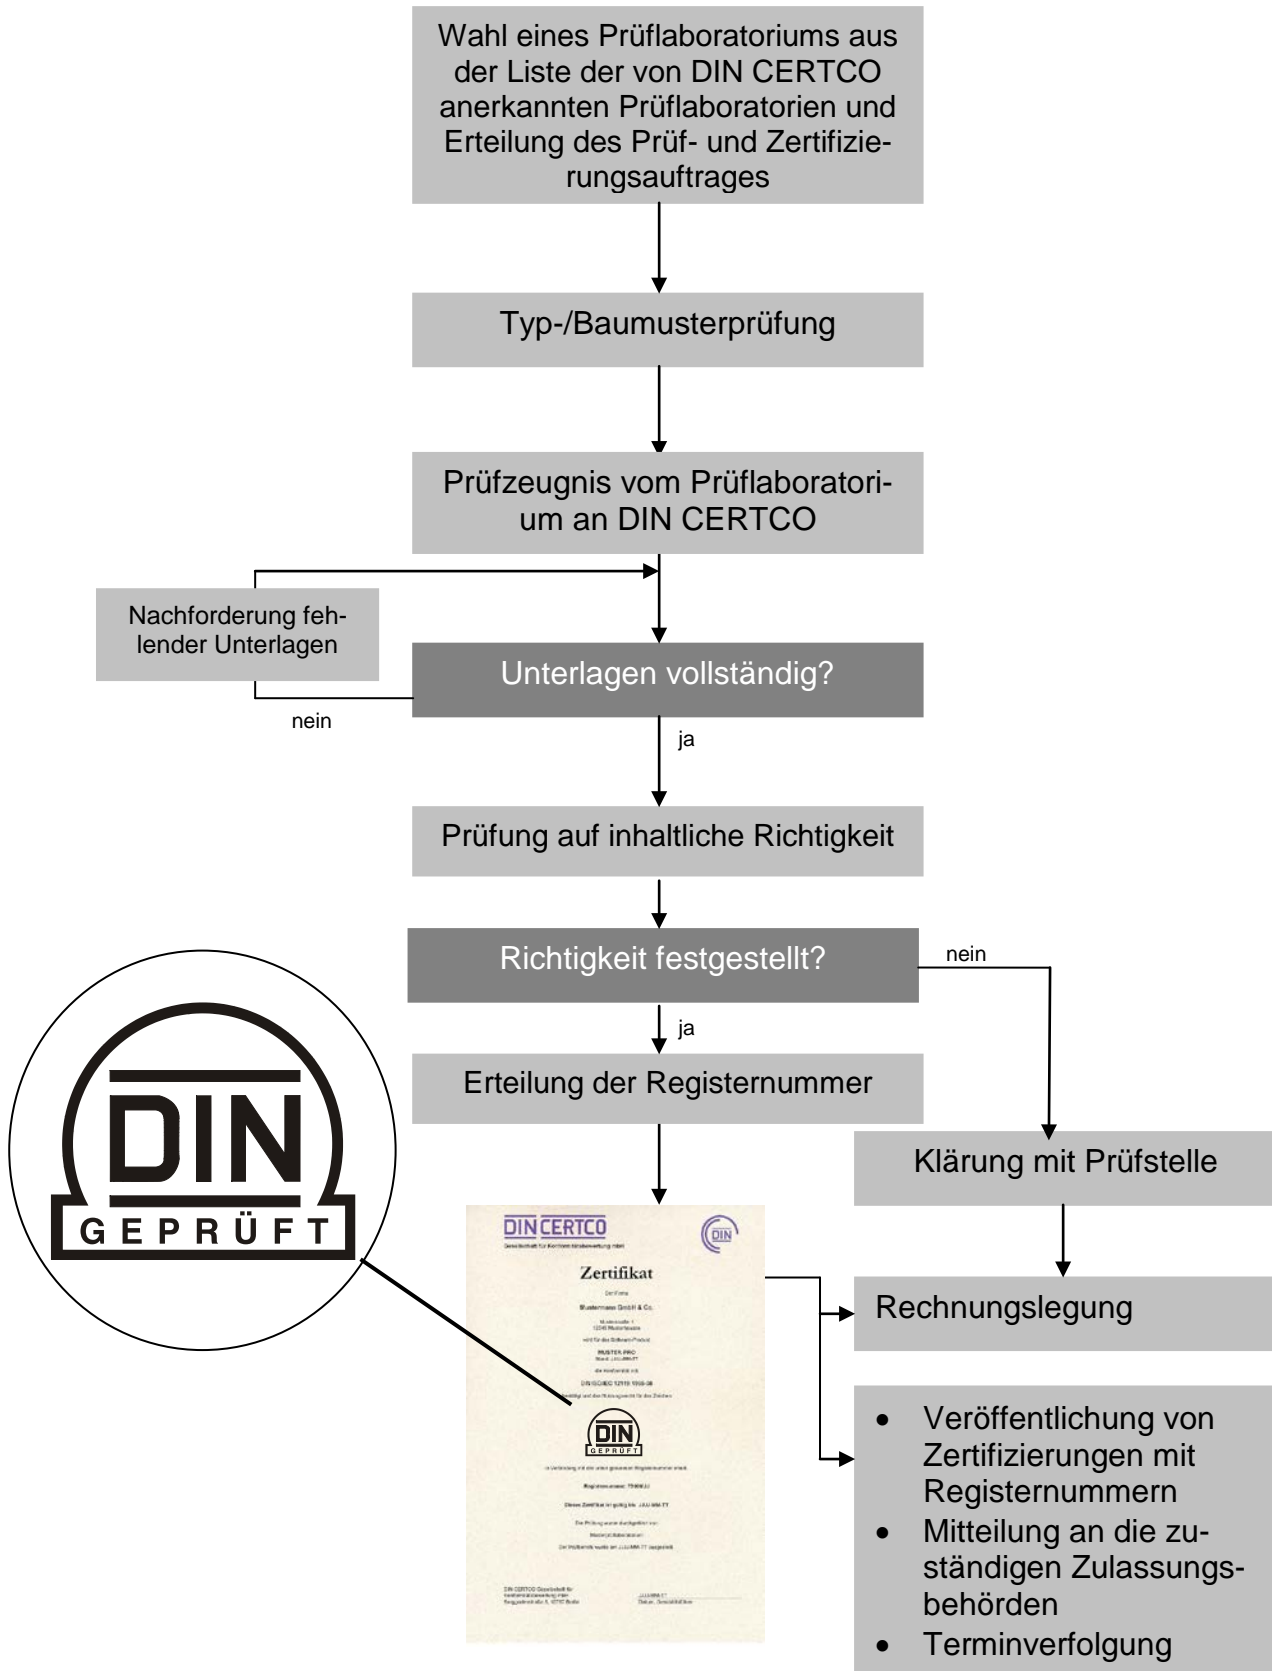 Wahl eines Prüflaboratoriums aus
der Liste der von DIN CERTCO
anerkannten Prüflaboratorien und
Erteilung des Prüf- und Zertifizie-
rungsauftrages
Typ-/Baumusterprüfung
Prüfzeugnis vom Prüflaboratori-
um an DIN CERTCO
Nachforderung feh-
lender Unterlagen
Unterlagen vollständig?
nein
ja
Prüfung auf inhaltliche Richtigkeit
Richtigkeit festgestellt?
nein
ja
Erteilung der Registernummer
DIN
GEPRÜFT
Klärung mit Prüfstelle
DIN CERTCO
DIN
Zertifikat
Mustermann GmbH & Co.
MUSTER-PRO
DIN
GEPRÜFT
Rechnungslegung
• Veröffentlichung von
Zertifizierungen mit
Registernummern
• Mitteilung an die zu-
ständigen Zulassungs-
behörden
• Terminverfolgung